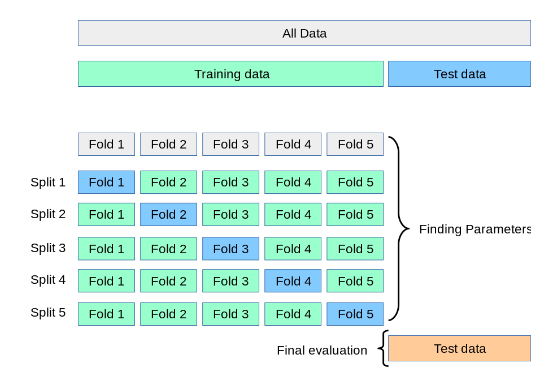 All Data
Training data Test data
Fold 1 Fold 2 Fold 3 Fold 4 Fold 5
Split 1 Fold 1 Fold 2 Fold 3 Fold 4 Fold 5
Split 2 Fold 1 Fold 2 Fold 3 Fold 4 Fold 5
Finding Parameters
Split 3 Fold 1 Fold 2 Fold 3 Fold 4 Fold 5
Split 4 Fold 1 Fold 2 Fold 3 Fold 4 Fold 5
Split 5 Fold 1 Fold 2 Fold 3 Fold 4 Fold 5
Final evaluation Test data